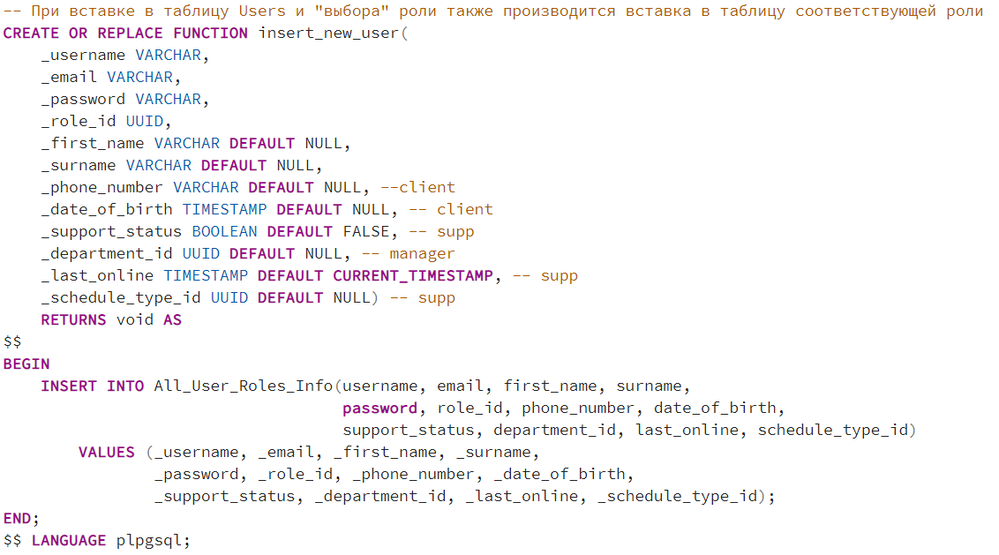 -- При вставке в таблицу Users и "выбора" роли также производится вставка в таблицу соответствующей роли
CREATE OR REPLACE FUNCTION insert_new_user(
    _username VARCHAR,
    _email VARCHAR,
    _password VARCHAR,
    _role_id UUID,
    _first_name VARCHAR DEFAULT NULL,
    _surname VARCHAR DEFAULT NULL,
    _phone_number VARCHAR DEFAULT NULL, --client
    _date_of_birth TIMESTAMP DEFAULT NULL, -- client
    _support_status BOOLEAN DEFAULT FALSE, -- supp
    _department_id UUID DEFAULT NULL, -- manager
    _last_online TIMESTAMP DEFAULT CURRENT_TIMESTAMP, -- supp
    _schedule_type_id UUID DEFAULT NULL) -- supp
    RETURNS void AS
$$
BEGIN
    INSERT INTO All_User_Roles_Info(username, email, first_name, surname,
                                    password, role_id, phone_number, date_of_birth,
                                    support_status, department_id, last_online, schedule_type_id)
        VALUES (_username, _email, _first_name, _surname,
                _password, _role_id, _phone_number, _date_of_birth,
                _support_status, _department_id, _last_online, _schedule_type_id);
END;
$$ LANGUAGE plpgsql;